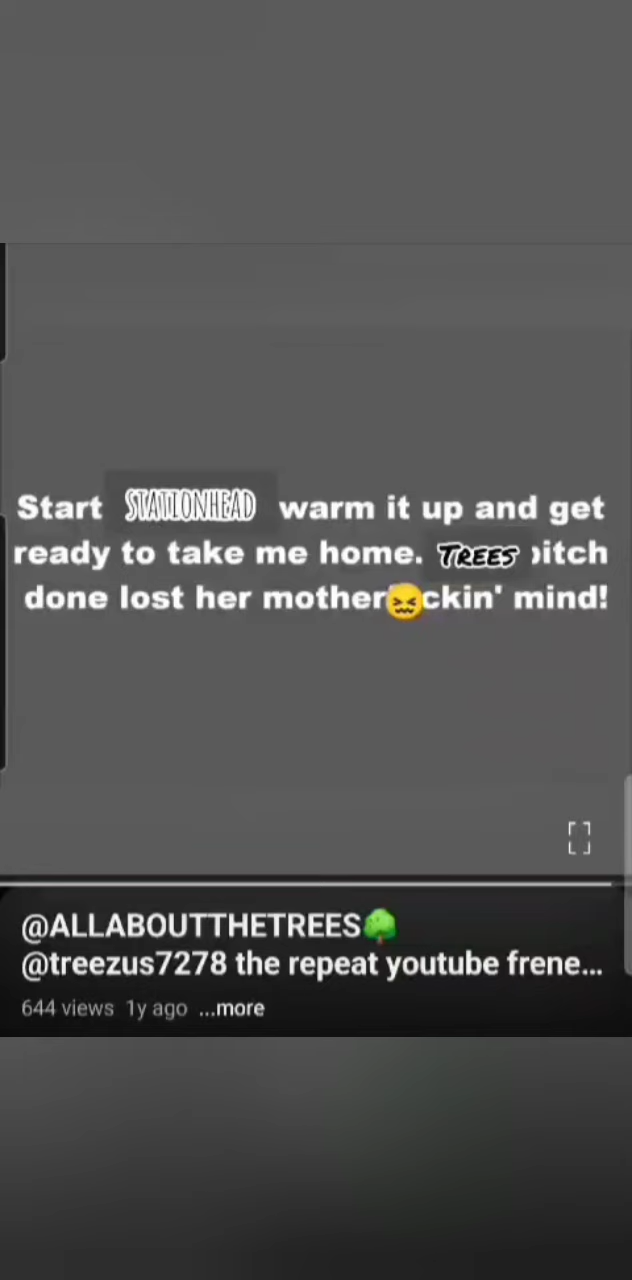 Start STATIONHEAD warm it up and get
ready to take me home. TREES bitch
done lost her mother😖ckin' mind!
@ALLABOUTTHETREES🌳
@treezus7278 the repeat youtube frene...
644 views 1y ago ...more